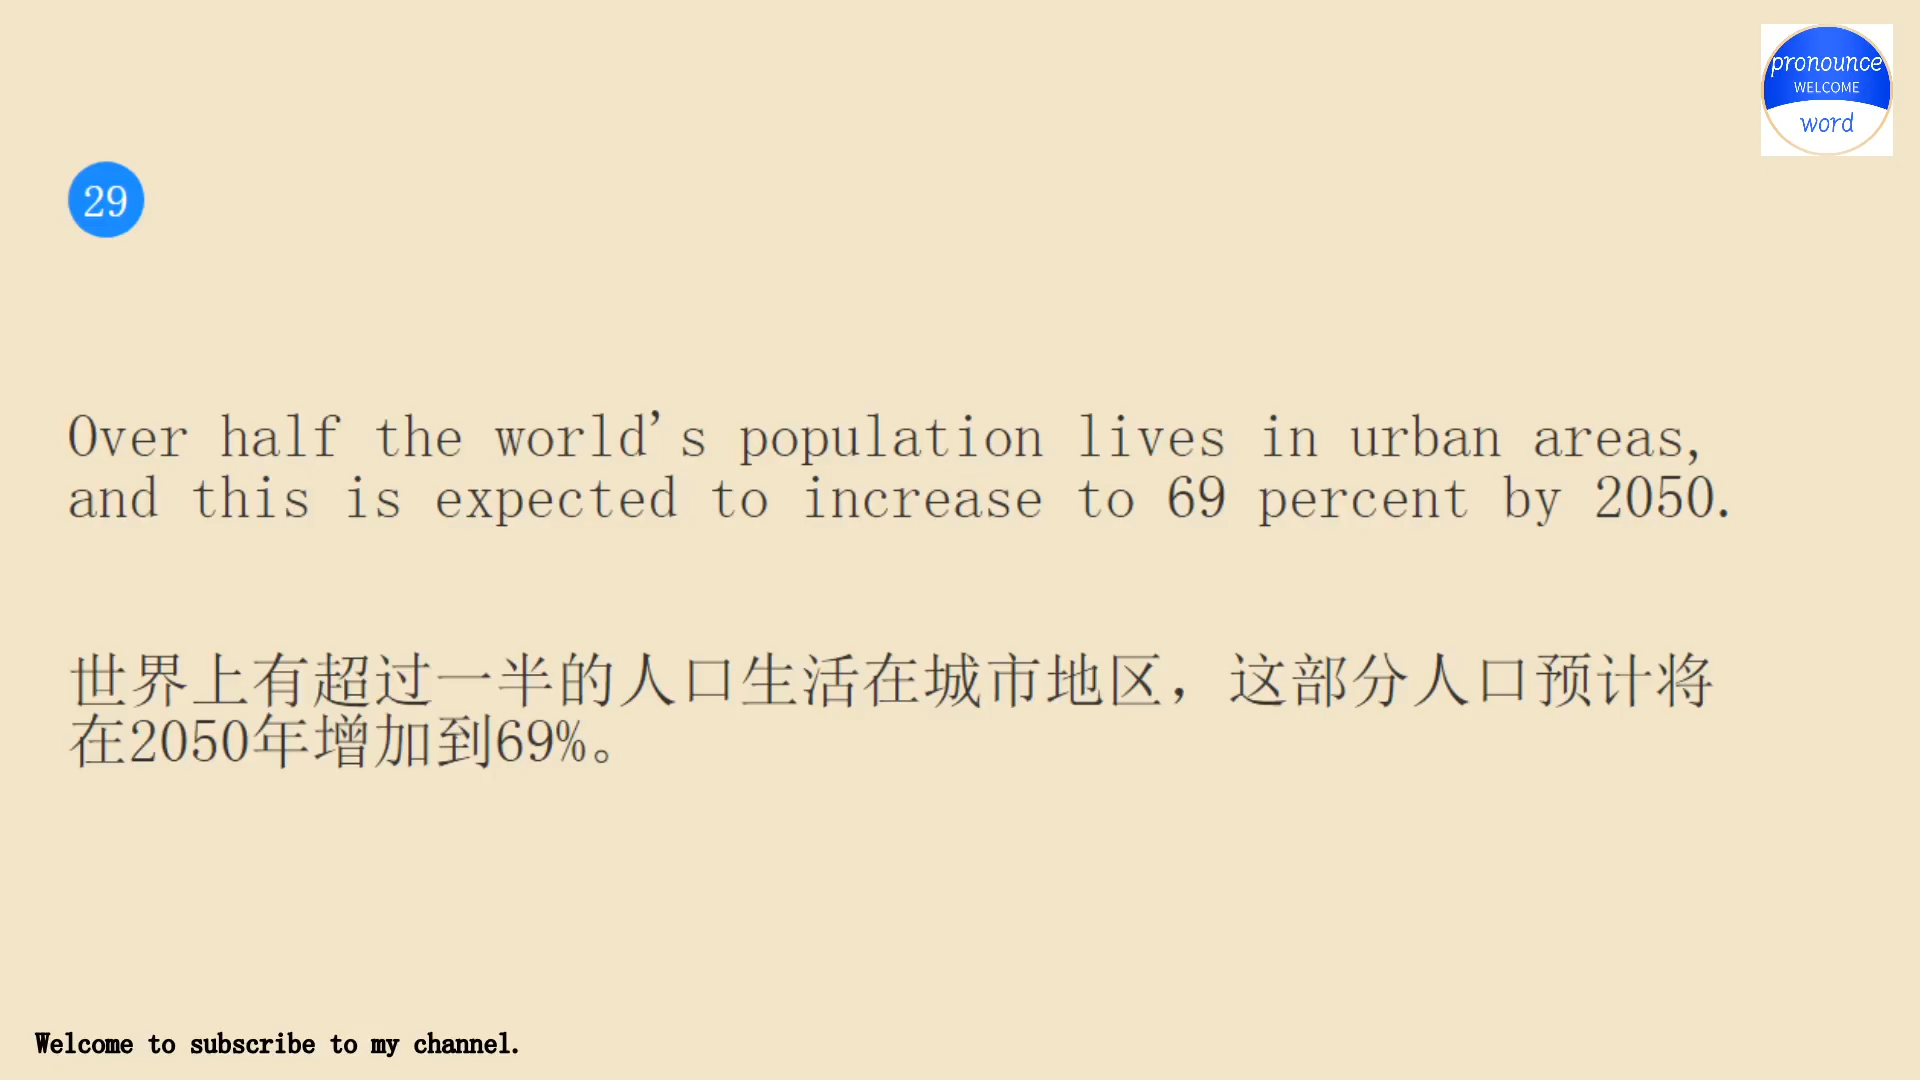 pronounce
WELCOME
word
29
Over half the world's population lives in urban areas,
and this is expected to increase to 69 percent by 2050.
世界上有超过一半的人口生活在城市地区，这部分人口预计将
在2050年增加到69%。
Welcome to subscribe to my channel.